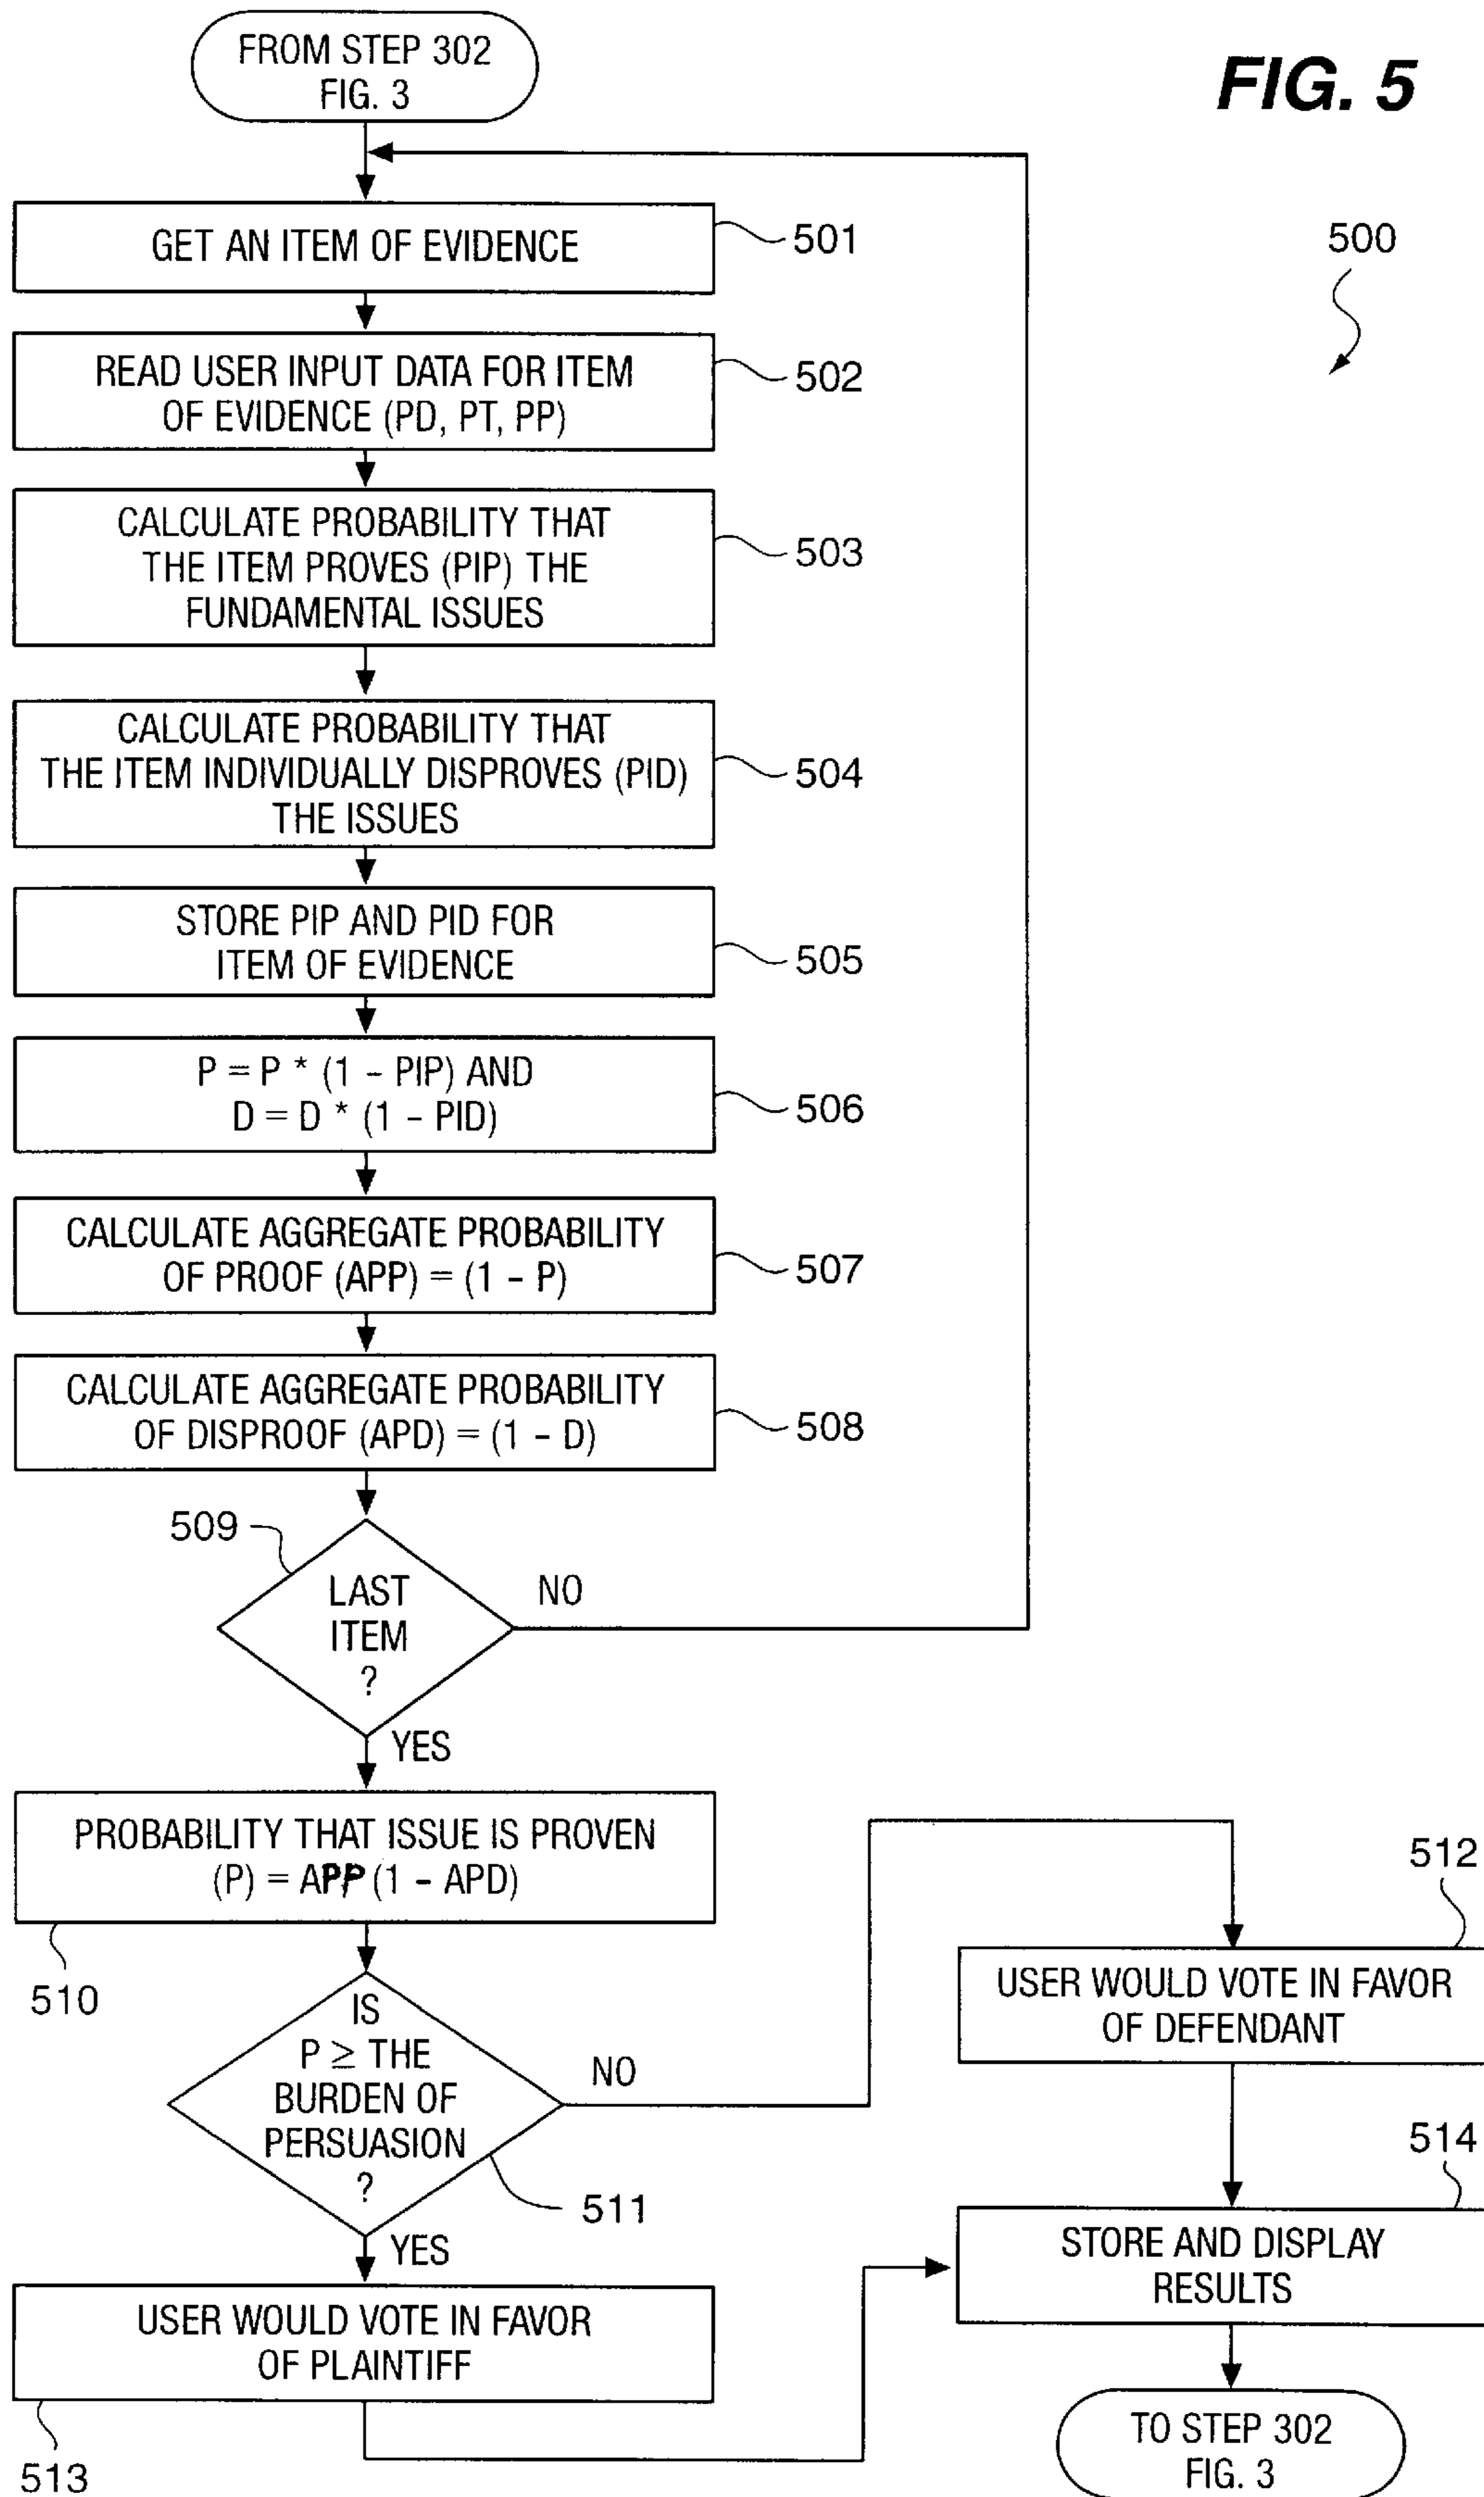 FROM STEP 302
FIG. 3
FIG. 5
500
GET AN ITEM OF EVIDENCE
501
READ USER INPUT DATA FOR ITEM
OF EVIDENCE (PD, PT, PP)
502
CALCULATE PROBABILITY THAT
THE ITEM PROVES (PIP) THE
FUNDAMENTAL ISSUES
503
CALCULATE PROBABILITY THAT
THE ITEM INDIVIDUALLY DISPROVES (PID)
THE ISSUES
504
STORE PIP AND PID FOR
ITEM OF EVIDENCE
505
P = P * (1 - PIP) AND
D = D * (1 - PID)
506
CALCULATE AGGREGATE PROBABILITY
OF PROOF (APP) = (1 - P)
507
CALCULATE AGGREGATE PROBABILITY
OF DISPROOF (APD) = (1 - D)
508
509
LAST
ITEM
?
NO
YES
PROBABILITY THAT ISSUE IS PROVEN
(P) = APP (1 - APD)
510
IS
P ≥ THE
BURDEN OF
PERSUASION
?
NO
511
YES
512
USER WOULD VOTE IN FAVOR
OF DEFENDANT
USER WOULD VOTE IN FAVOR
OF PLAINTIFF
513
514
STORE AND DISPLAY
RESULTS
TO STEP 302
FIG. 3